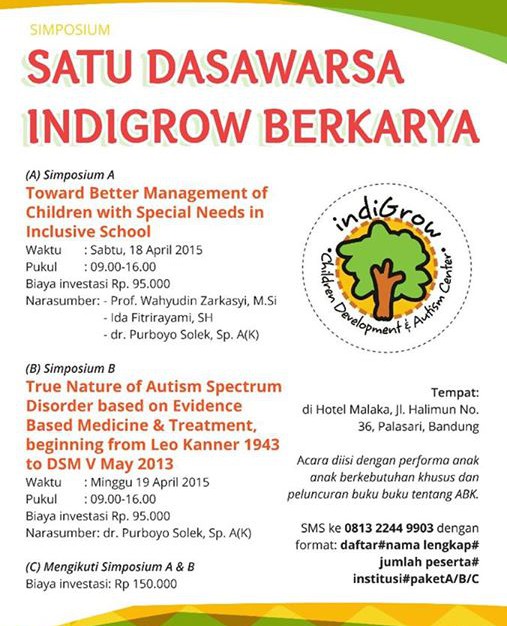 SIMPOSIUM
SATU DASAWARSA
INDIGROW BERKARYA
(A) Simposium A
Toward Better Management of
Children with Special Needs in
Inclusive School
Waktu : Sabtu, 18 April 2015
Pukul : 09.00-16.00
Biaya investasi Rp. 95.000
Narasumber: - Prof. Wahyudin Zarkasyi, M.Si
- Ida Fitrirayami, SH
- dr. Purboyo Solek, Sp. A(K)
(B) Simposium B
True Nature of Autism Spectrum
Disorder based on Evidence
Based Medicine & Treatment,
beginning from Leo Kanner 1943
to DSM V May 2013
Waktu : Minggu 19 April 2015
Pukul : 09.00-16.00
Biaya investasi Rp. 95.000
Narasumber: dr. Purboyo Solek, Sp. A(K)
(C) Mengikuti Simposium A & B
Biaya investasi: Rp 150.000
indiGrow
• Children Development & Autism Center •
Tempat:
di Hotel Malaka, Jl. Halimun No.
36, Palasari, Bandung
Acara diisi dengan performa anak
anak berkebutuhan khusus dan
peluncuran buku buku tentang ABK.
SMS ke 0813 2244 9903 dengan
format: daftar#nama lengkap#
jumlah peserta#
institusi#paketA/B/C